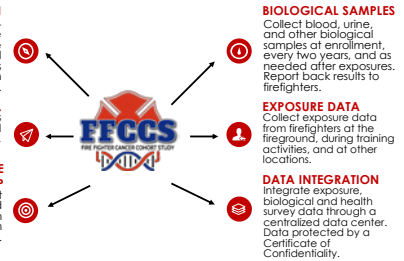 BIOLOGICAL SAMPLES
Collect blood, urine,
and other biological
samples at enrollment,
every two years, and as
needed after exposures.
Report back results to
firefighters.
FFCCS
FIRE FIGHTER CANCER COHORT STUDY
EXPOSURE DATA
Collect exposure data
from firefighters at the
fireground, during training
activities, and at other
locations.
DATA INTEGRATION
Integrate exposure,
biological and health
survey data through a
centralized data center.
Data protected by a
Certificate of
Confidentiality.